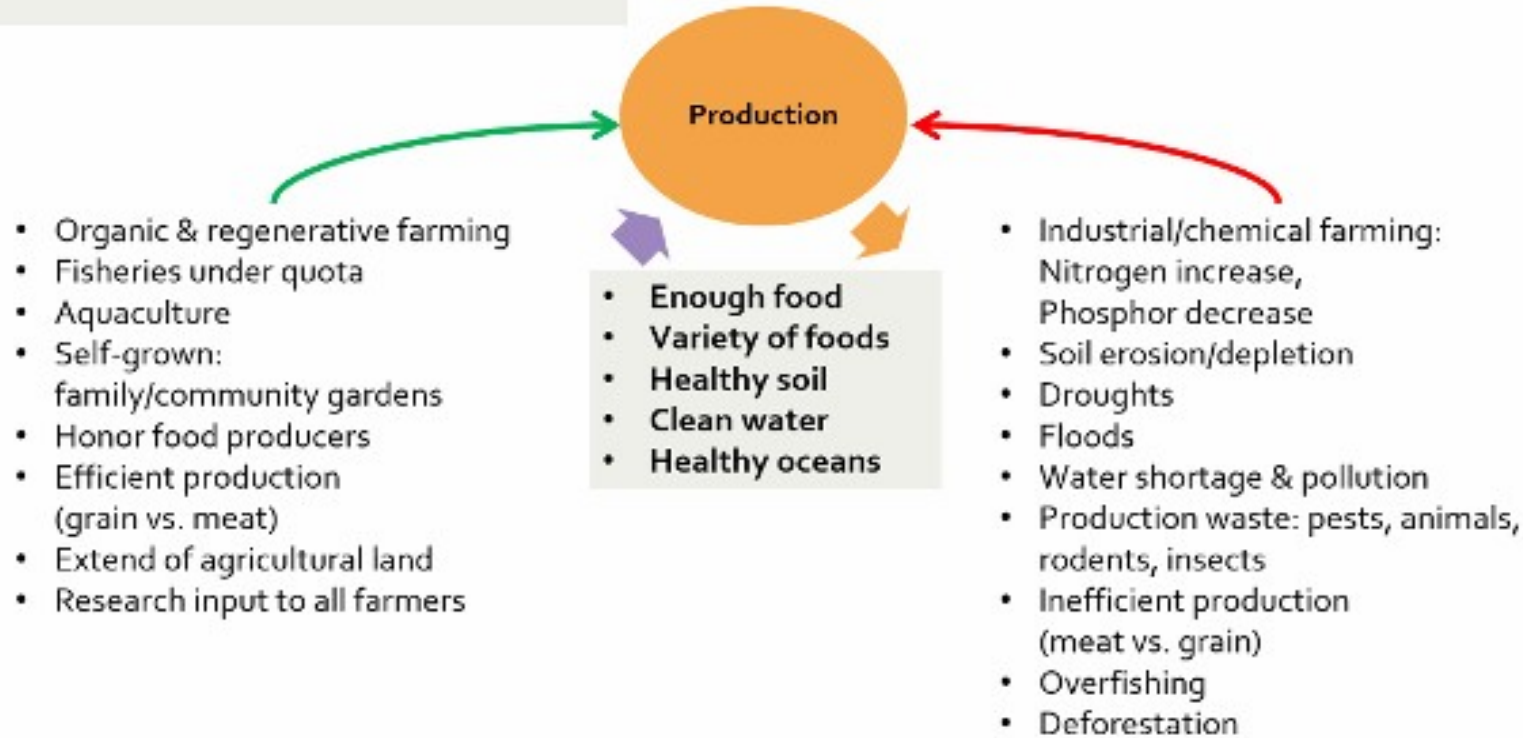 Production
• Organic & regenerative farming
• Fisheries under quota
• Aquaculture
• Self-grown:
family/community gardens
• Honor food producers
• Efficient production
(grain vs. meat)
• Extend of agricultural land
• Research input to all farmers
• Enough food
• Variety of foods
• Healthy soil
• Clean water
• Healthy oceans
• Industrial/chemical farming:
Nitrogen increase,
Phosphor decrease
• Soil erosion/depletion
• Droughts
• Floods
• Water shortage & pollution
• Production waste: pests, animals,
rodents, insects
• Inefficient production
(meat vs. grain)
• Overfishing
• Deforestation